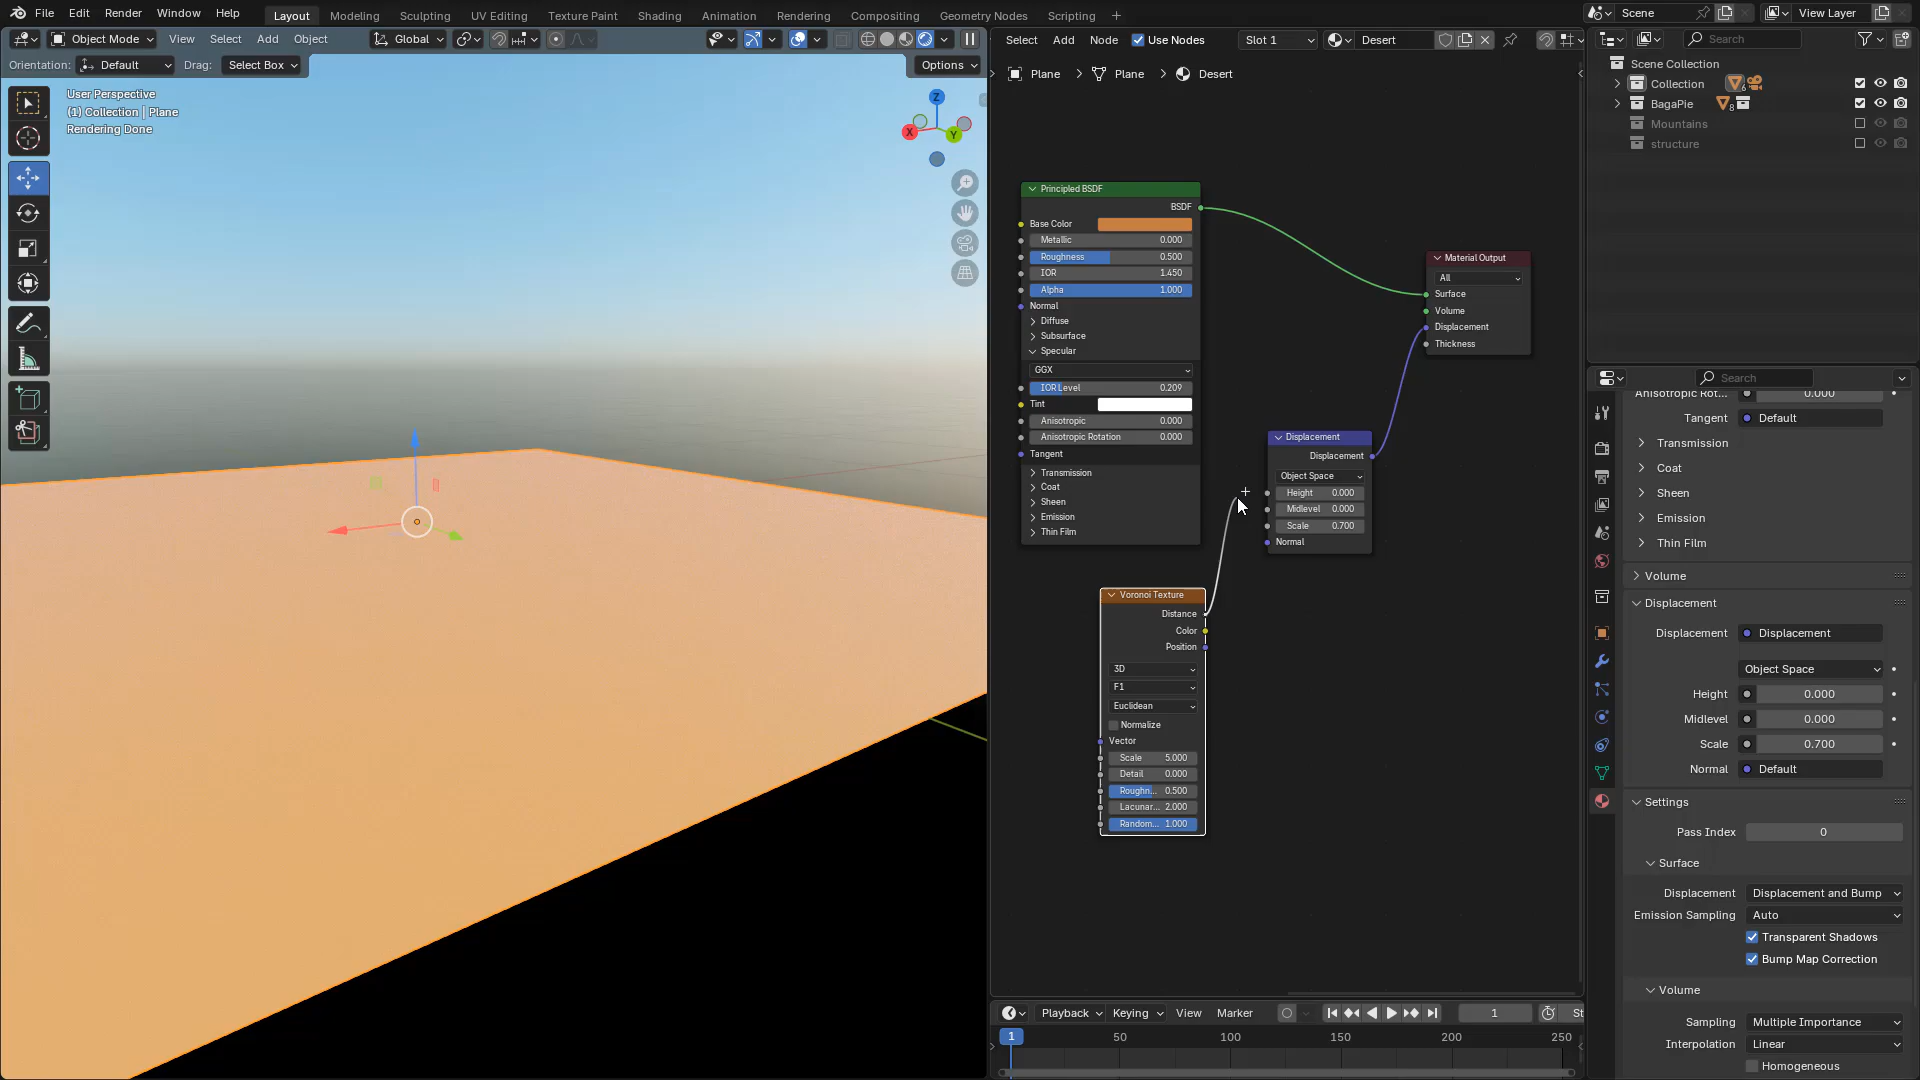 File Edit Render Window Help
Layout Modeling Sculpting UV Editing Texture Paint Shading Animation Rendering Compositing Geometry Nodes Scripting +
Scene View Layer
Object Mode View Select Add Object Global
Select Add Node Use Nodes Slot 1 Desert
Search
Orientation: Default Drag: Select Box Options
User Perspective
(1) Collection | Plane
Rendering Done
Z
X
Y
Plane > Plane > Desert
Scene Collection
Collection 6
BagaPie 8
Mountains
structure
Principled BSDF
BSDF
Base Color
Metallic 0.000
Roughness 0.500
IOR 1.450
Alpha 1.000
Normal
Diffuse
Subsurface
Specular
GGX
IOR Level 0.209
Tint
Anisotropic 0.000
Anisotropic Rotation 0.000
Tangent
Transmission
Coat
Sheen
Emission
Thin Film
Material Output
All
Surface
Volume
Displacement
Thickness
Displacement
Displacement
Object Space
Height 0.000
Midlevel 0.000
Scale 0.700
Normal
Voronoi Texture
Distance
Color
Position
3D
F1
Euclidean
Normalize
Vector
Scale 5.000
Detail 0.000
Roughn... 0.500
Lacunar... 2.000
Random... 1.000
Search
Anisotropic Rot... 0.000
Tangent Default
Transmission
Coat
Sheen
Emission
Thin Film
Volume
Displacement
Displacement Displacement
Object Space
Height 0.000
Midlevel 0.000
Scale 0.700
Normal Default
Settings
Pass Index 0
Surface
Displacement Displacement and Bump
Emission Sampling Auto
Transparent Shadows
Bump Map Correction
Volume
Sampling Multiple Importance
Interpolation Linear
Homogeneous
Playback Keying View Marker 1 St
1 50 100 150 200 250